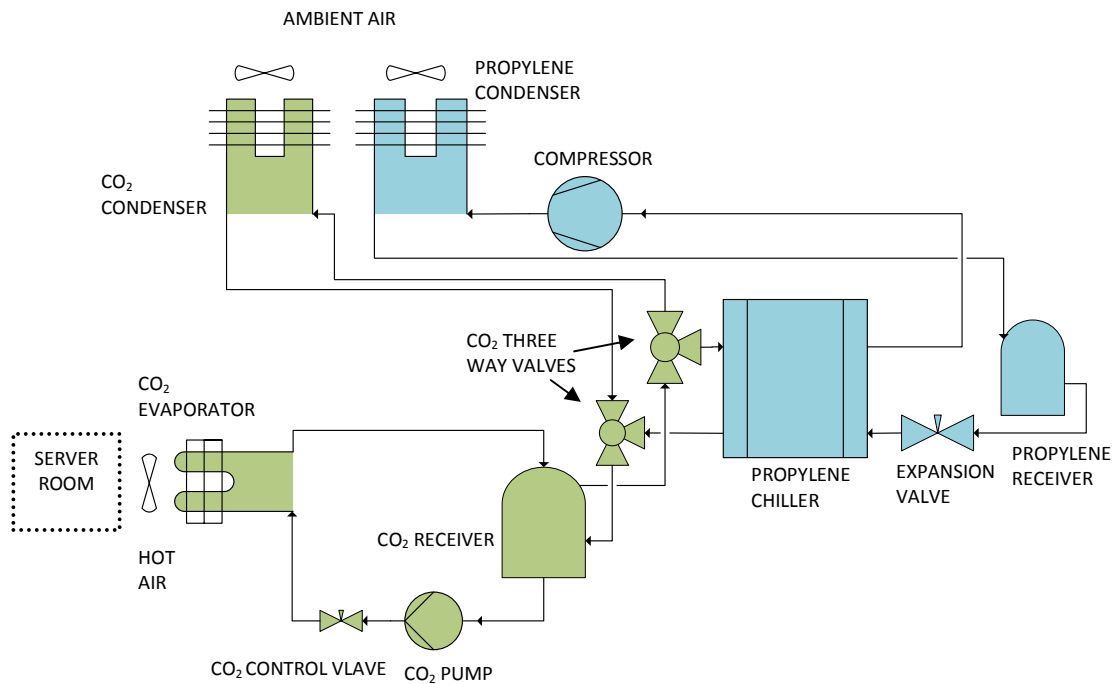 AMBIENT AIR
PROPYLENE
CONDENSER
COMPRESSOR
CO₂
CONDENSER
CO₂ THREE
WAY VALVES
CO₂
EVAPORATOR
SERVER
ROOM
PROPYLENE
CHILLER
EXPANSION
VALVE
PROPYLENE
RECEIVER
CO₂ RECEIVER
HOT
AIR
CO₂ CONTROL VLAVE
CO₂ PUMP